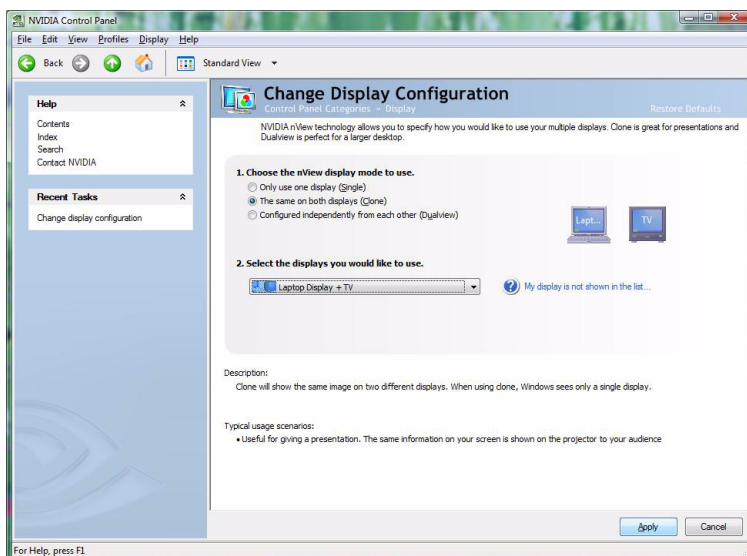 NVIDIA Control Panel
File Edit View Profiles Display Help
Back
Standard View
Help
Contents
Index
Search
Contact NVIDIA
Recent Tasks
Change display configuration
Change Display Configuration
Control Panel Categories » Display
Restore Defaults
NVIDIA nView technology allows you to specify how you would like to use your multiple displays. Clone is great for presentations and
Dualview is perfect for a larger desktop.
1. Choose the nView display mode to use.
Only use one display (Single)
The same on both displays (Clone)
Configured independently from each other (Dualview)
Lapt... TV
2. Select the displays you would like to use.
Laptop Display + TV
My display is not shown in the list...
Description:
Clone will show the same image on two different displays. When using clone, Windows sees only a single display.
Typical usage scenarios:
• Useful for giving a presentation. The same information on your screen is shown on the projector to your audience
Apply Cancel
For Help, press F1